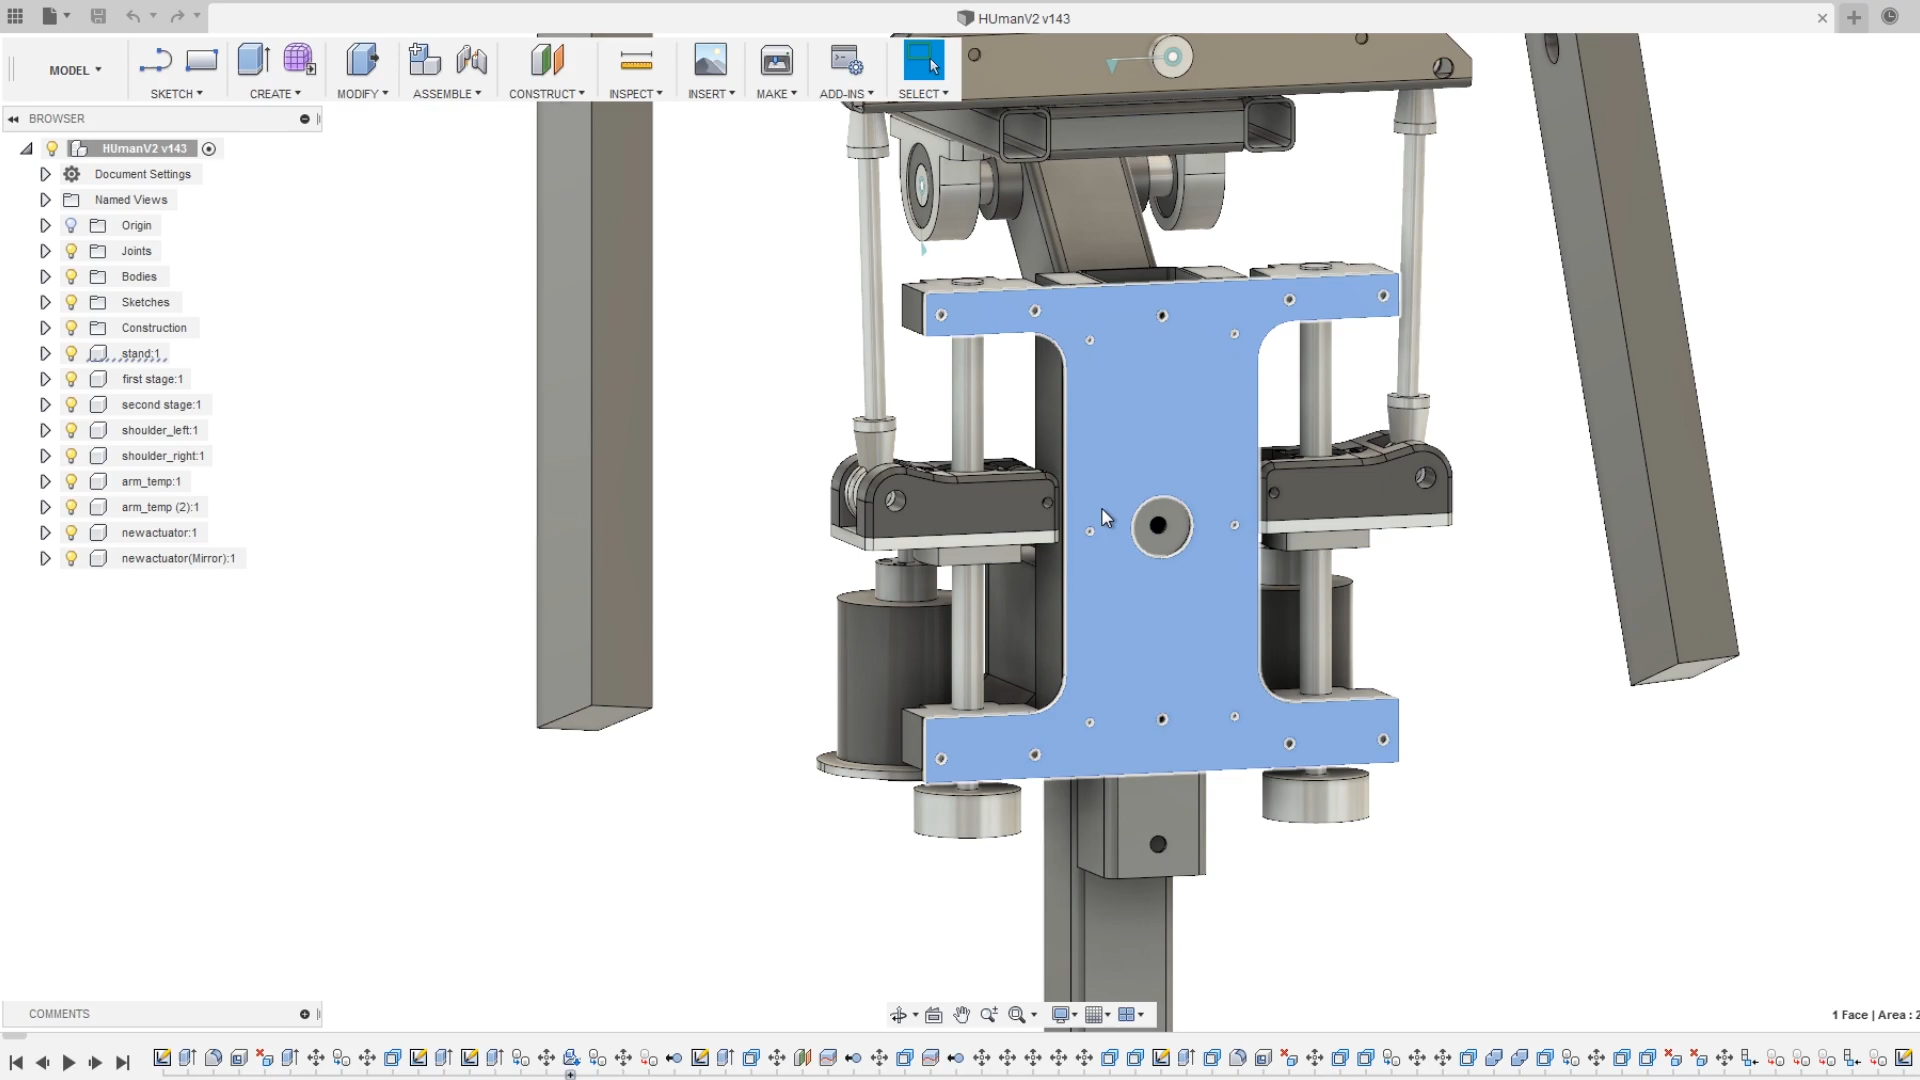 HUmanV2 v143
MODEL
SKETCH
CREATE
MODIFY
ASSEMBLE
CONSTRUCT
INSPECT
INSERT
MAKE
ADD-INS
SELECT
BROWSER
HUmanV2 v143
Document Settings
Named Views
Origin
Joints
Bodies
Sketches
Construction
stand:1
first stage:1
second stage:1
shoulder_left:1
shoulder_right:1
arm_temp:1
arm_temp (2):1
newactuator:1
newactuator(Mirror):1
COMMENTS
1 Face | Area : 2